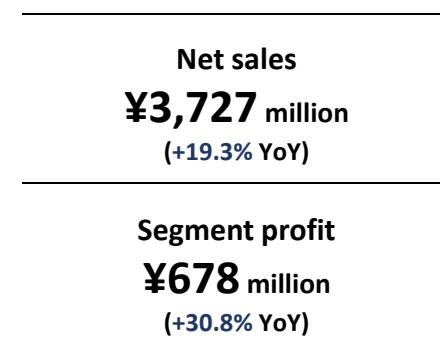 Net sales
¥3,727 million
(+19.3% YoY)
Segment profit
¥678 million
(+30.8% YoY)